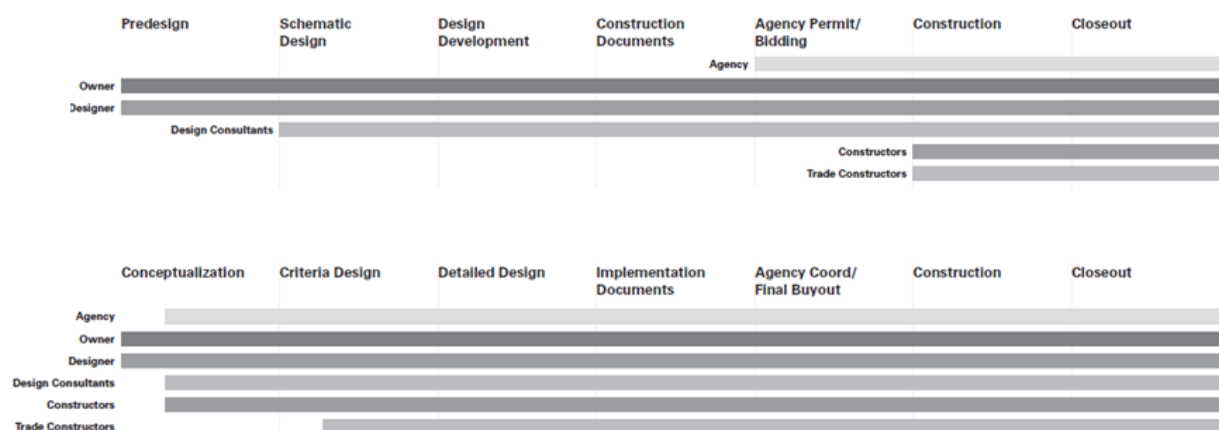 Predesign
Schematic
Design
Design
Development
Construction
Documents
Agency Permit/
Bidding
Construction
Closeout
Agency
Owner
Designer
Design Consultants
Constructors
Trade Constructors
Conceptualization
Criteria Design
Detailed Design
Implementation
Documents
Agency Coord/
Final Buyout
Construction
Closeout
Agency
Owner
Designer
Design Consultants
Constructors
Trade Constructors